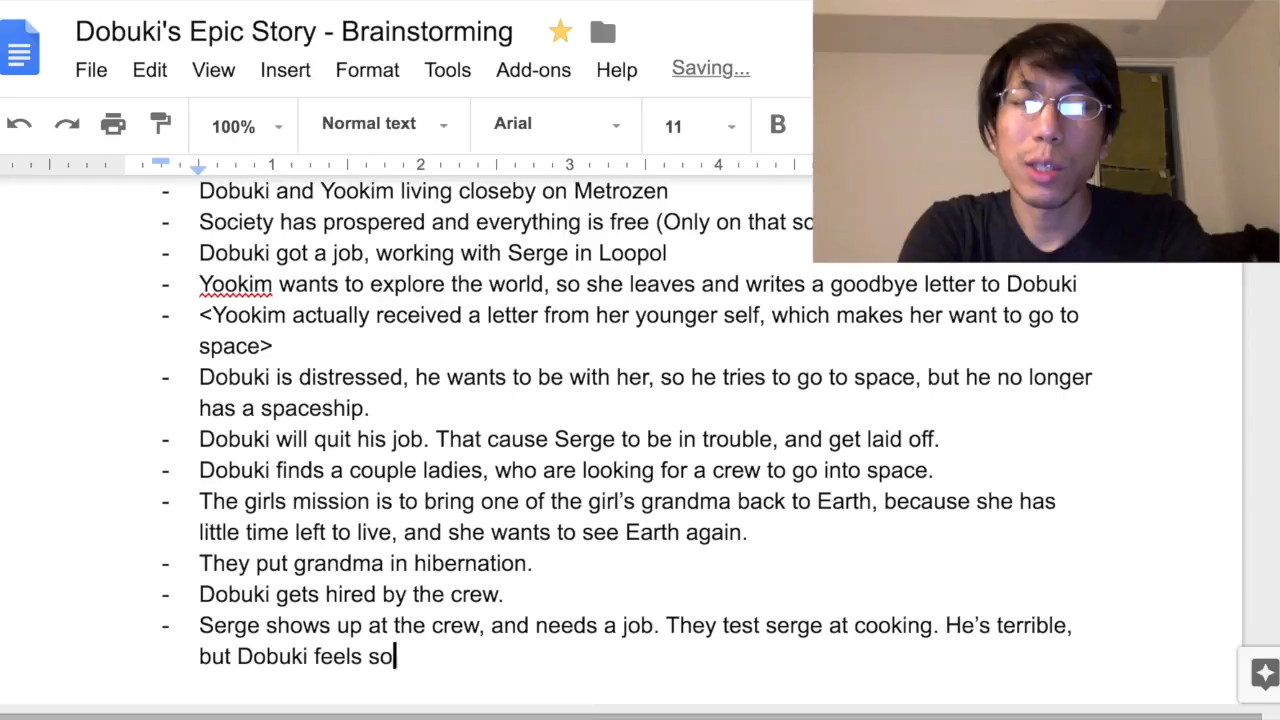 Dobuki's Epic Story - Brainstorming
File Edit View Insert Format Tools Add-ons Help Saving...
100% Normal text Arial 11 B
1 2 3 4
- Dobuki and Yookim living closeby on Metrozen
- Society has prospered and everything is free (Only on that so
- Dobuki got a job, working with Serge in Loopol
- Yookim wants to explore the world, so she leaves and writes a goodbye letter to Dobuki
- <Yookim actually received a letter from her younger self, which makes her want to go to
space>
- Dobuki is distressed, he wants to be with her, so he tries to go to space, but he no longer
has a spaceship.
- Dobuki will quit his job. That cause Serge to be in trouble, and get laid off.
- Dobuki finds a couple ladies, who are looking for a crew to go into space.
- The girls mission is to bring one of the girl’s grandma back to Earth, because she has
little time left to live, and she wants to see Earth again.
- They put grandma in hibernation.
- Dobuki gets hired by the crew.
- Serge shows up at the crew, and needs a job. They test serge at cooking. He’s terrible,
but Dobuki feels so